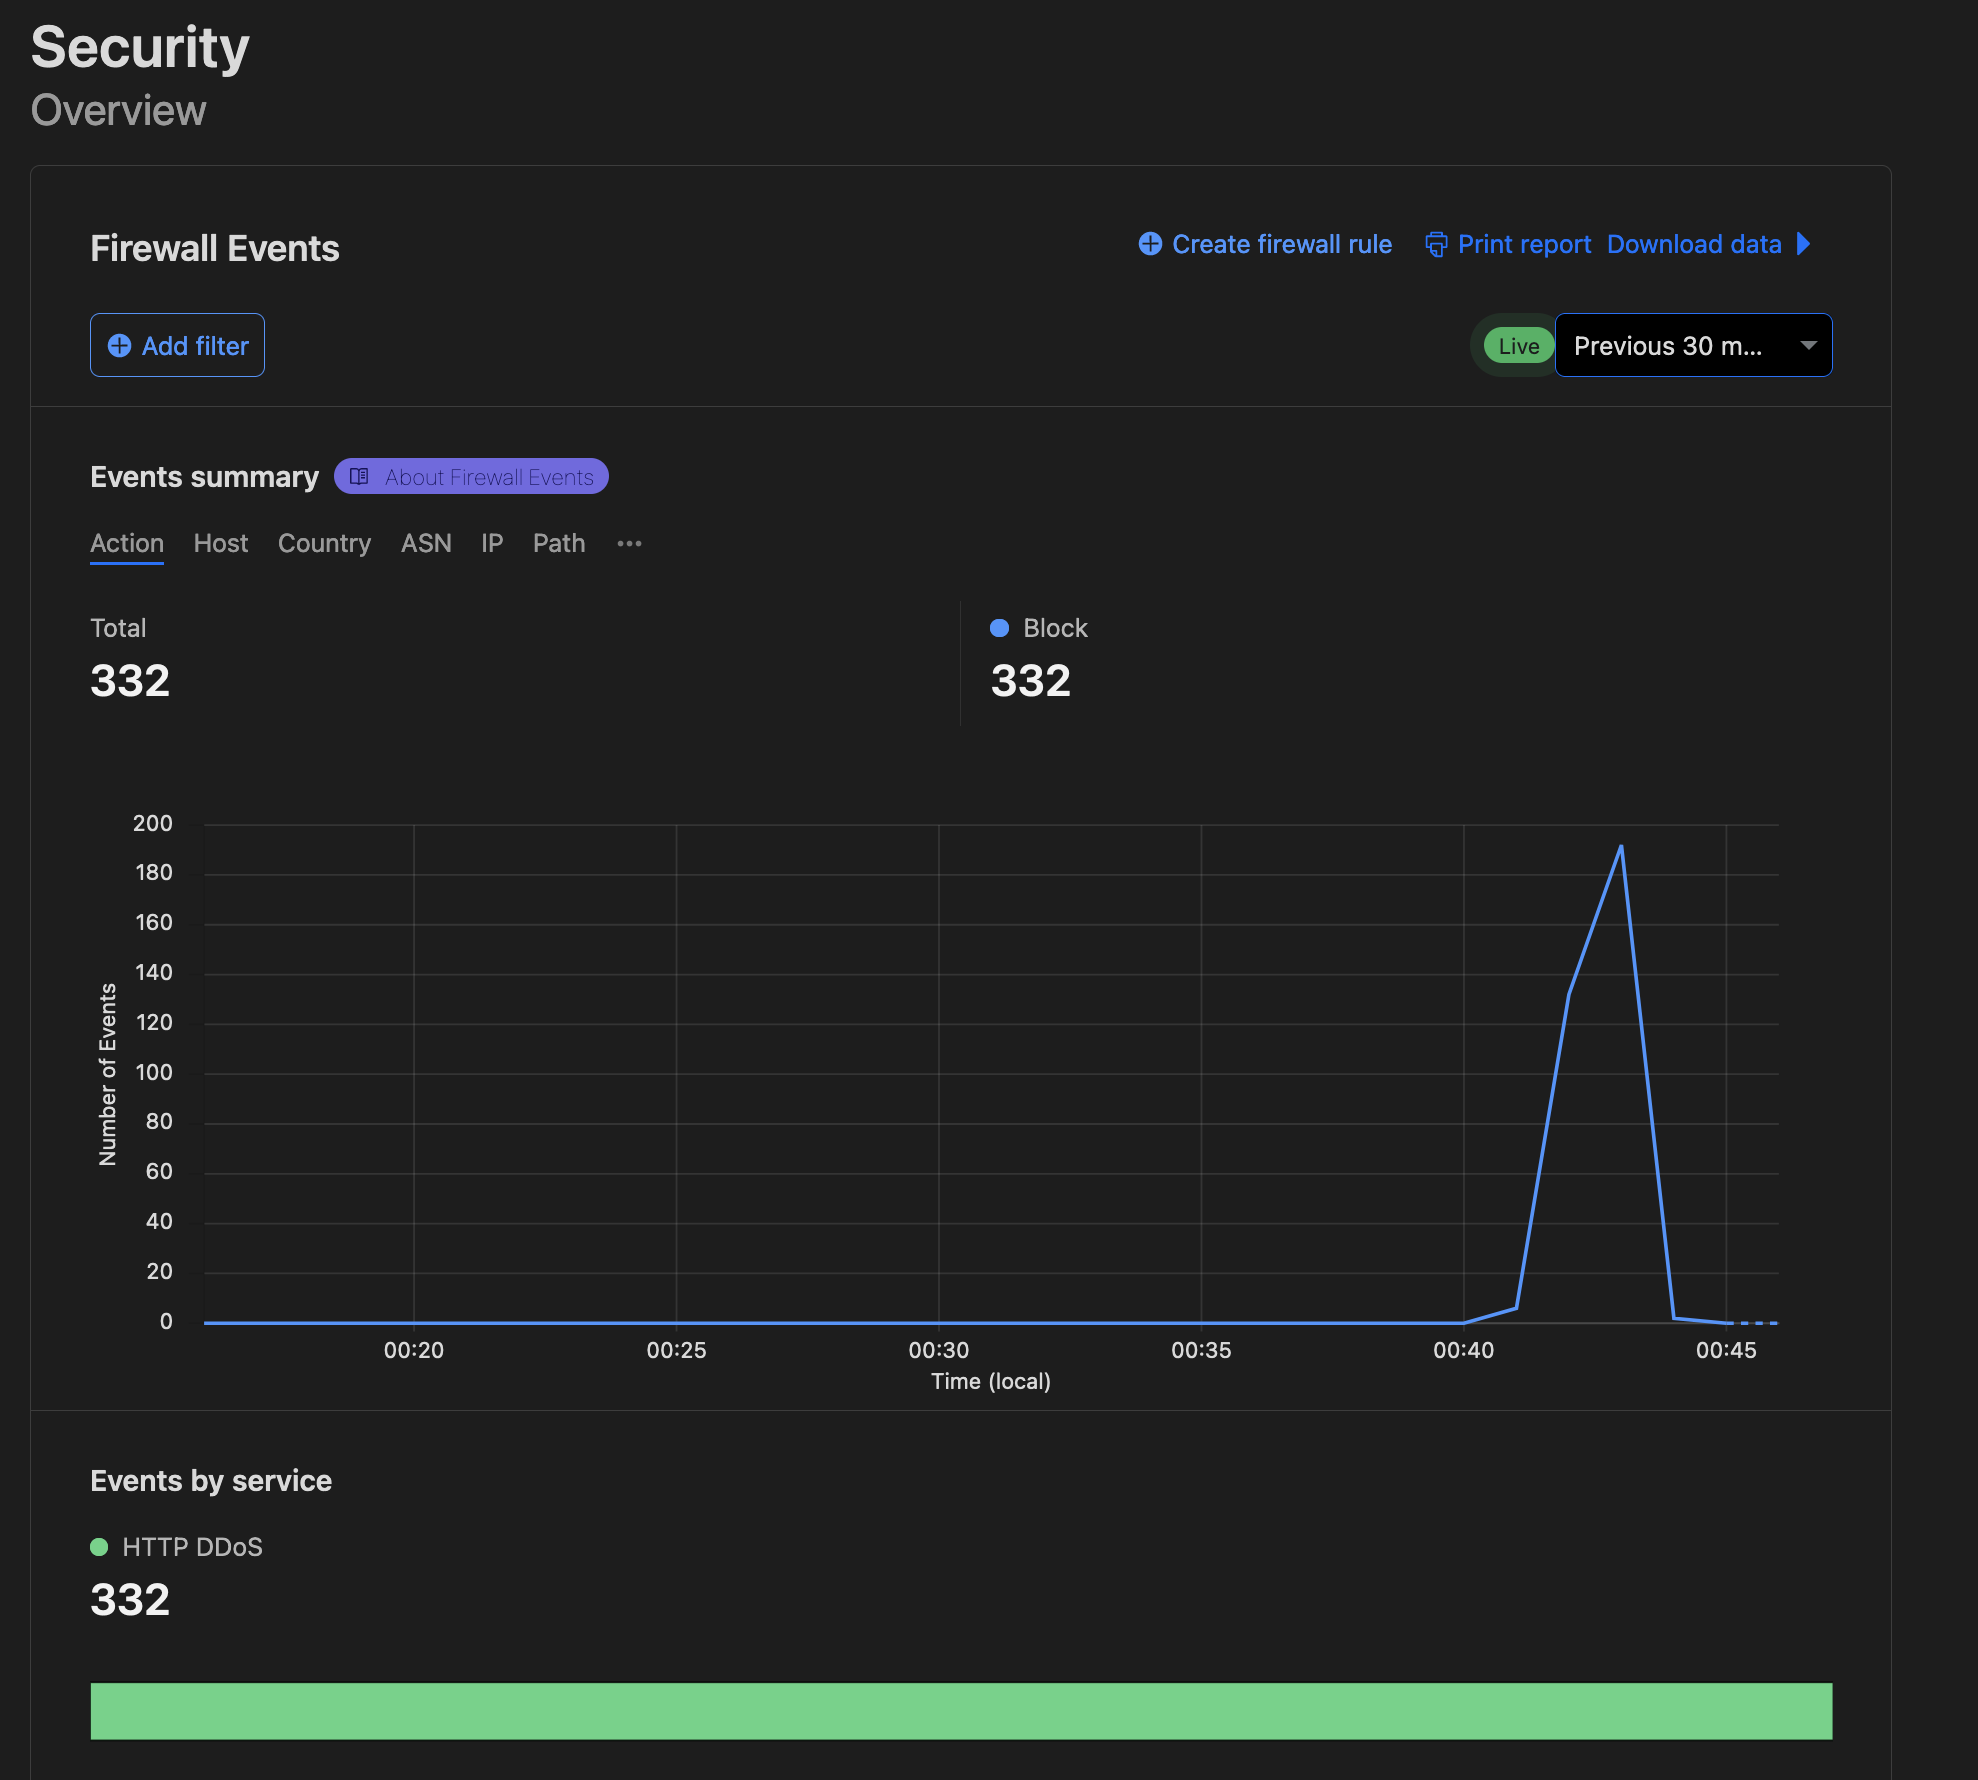 Security
Overview
Firewall Events
Create firewall rule Print report Download data
Add filter
Live Previous 30 m...
Events summary About Firewall Events
Action Host Country ASN IP Path ...
Total Block
332 332
200
180
160
140
120
100
80
60
40
20
0
Number of Events
00:20 00:25 00:30 00:35 00:40 00:45
Time (local)
Events by service
HTTP DDoS
332